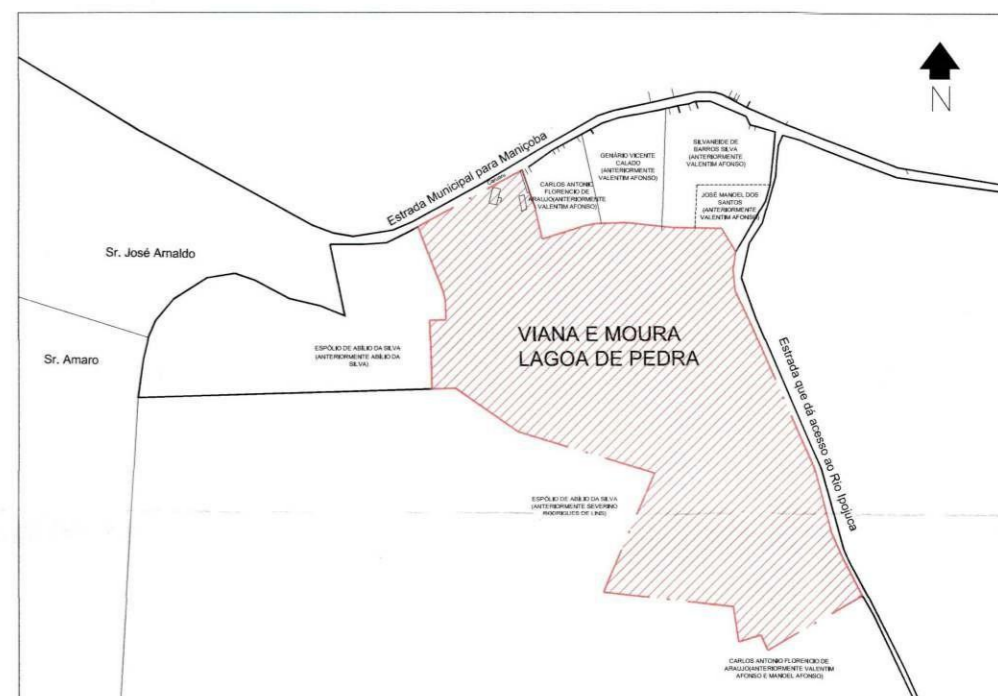 N
Estrada Municipal para Maniçoba
SILVANEIDE DE
BARROS SILVA
(ANTERIORMENTE
VALENTIM AFONSO)
GENÁRIO VICENTE
CALADO
(ANTERIORMENTE
VALENTIM AFONSO)
CARLOS ANTONIO
FLORENCIO DE
ARAUJO(ANTERIORMENTE
VALENTIM AFONSO)
JOSÉ MANOEL DOS
SANTOS
(ANTERIORMENTE
VALENTIM AFONSO)
Sr. José Arnaldo
Sr. Amaro
ESPÓLIO DE ABÍLIO DA SILVA
(ANTERIORMENTE ABÍLIO DA
SILVA)
VIANA E MOURA
LAGOA DE PEDRA
Estrada que dá acesso ao Rio Ipojuca
ESPÓLIO DE ABÍLIO DA SILVA
(ANTERIORMENTE SEVERINO
RODRIGUES DE LINS)
CARLOS ANTONIO FLORENCIO DE
ARAUJO(ANTERIORMENTE VALENTIM
AFONSO E MANOEL AFONSO)